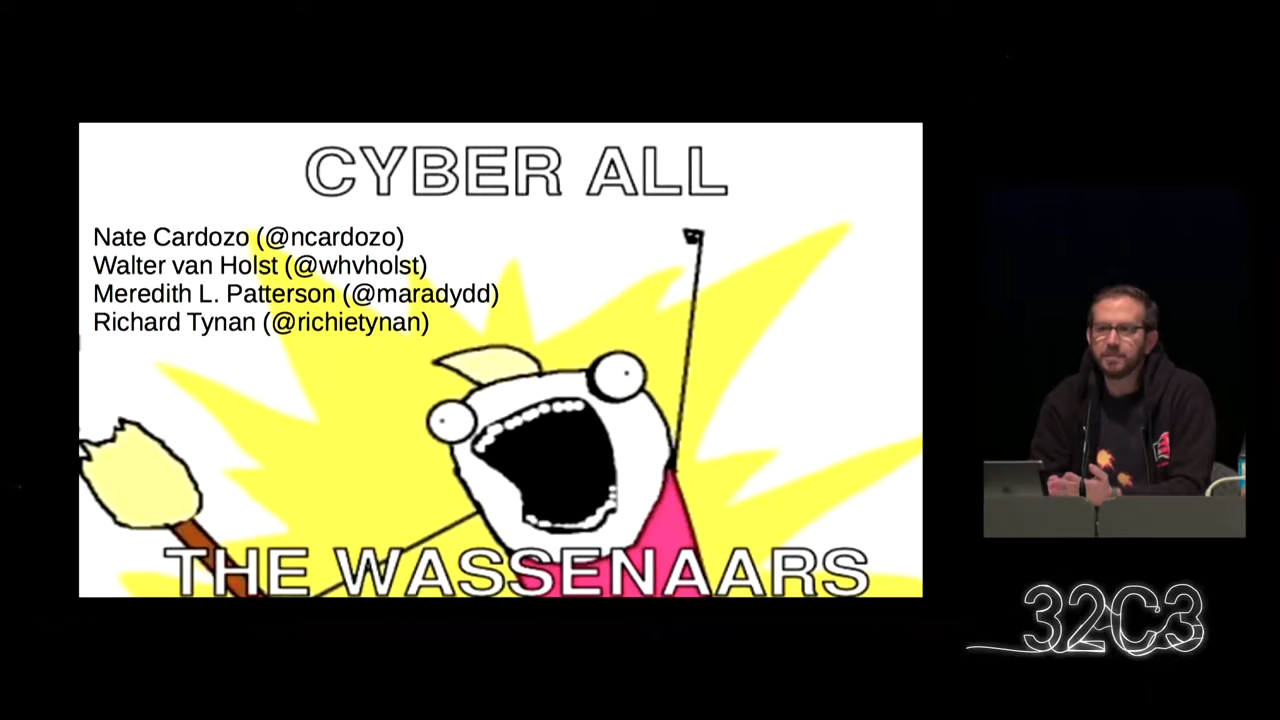 CYBER ALL
Nate Cardozo (@ncardozo)
Walter van Holst (@whvholst)
Meredith L. Patterson (@maradydd)
Richard Tynan (@richietynan)
THE WASSENAARS
32C3